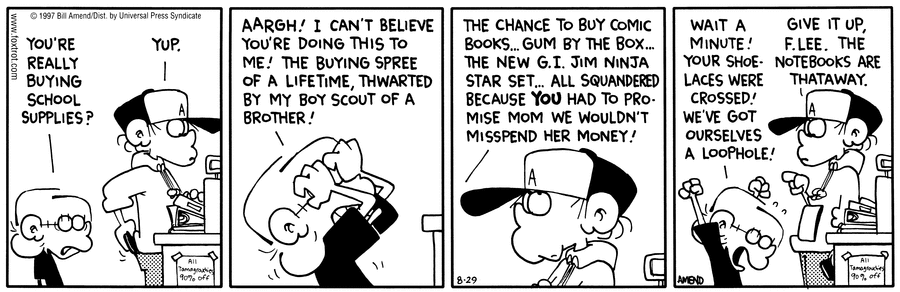 © 1997 Bill Amend/Dist. by Universal Press Syndicate
www.foxtrot.com
YOU'RE
REALLY
BUYING
SCHOOL
SUPPLIES?
YUP.
A
All
Tamagouchies
90% off
AARGH! I CAN'T BELIEVE
YOU'RE DOING THIS TO
ME! THE BUYING SPREE
OF A LIFETIME, THWARTED
BY MY BOY SCOUT OF A
BROTHER!
THE CHANCE TO BUY COMIC
BOOKS... GUM BY THE BOX...
THE NEW G.I. JIM NINJA
STAR SET... ALL SQUANDERED
BECAUSE YOU HAD TO PRO-
MISE MOM WE WOULDN'T
MISSPEND HER MONEY!
A
8-29
WAIT A
MINUTE!
YOUR SHOE-
LACES WERE
CROSSED!
WE'VE GOT
OURSELVES
A LOOPHOLE!
GIVE IT UP,
F.LEE. THE
NOTEBOOKS ARE
THATAWAY.
A
AMEND
All
Tamagouchies
90% off